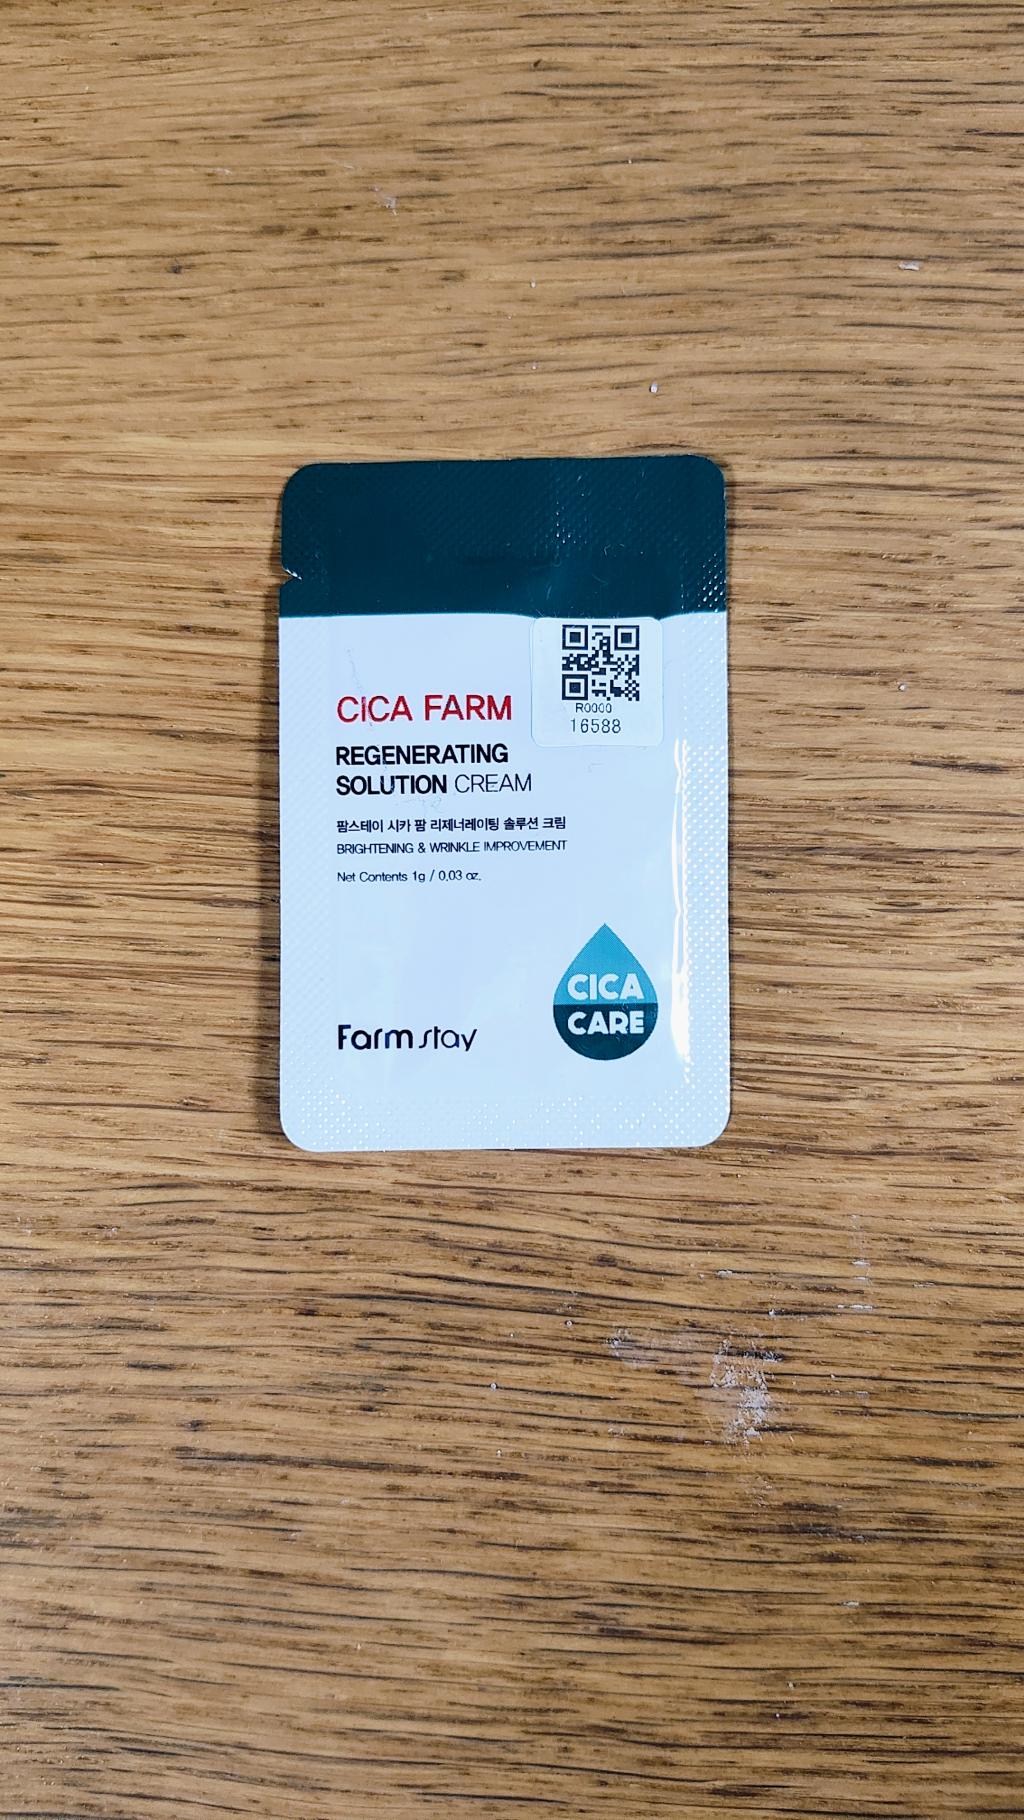 R0000
16588
CICA FARM
REGENERATING
SOLUTION CREAM
팜스테이 시카 팜 리제너레이팅 솔루션 크림
BRIGHTENING & WRINKLE IMPROVEMENT
Net Contents 1g / 0.03 oz.
CICA
CARE
Farm stay